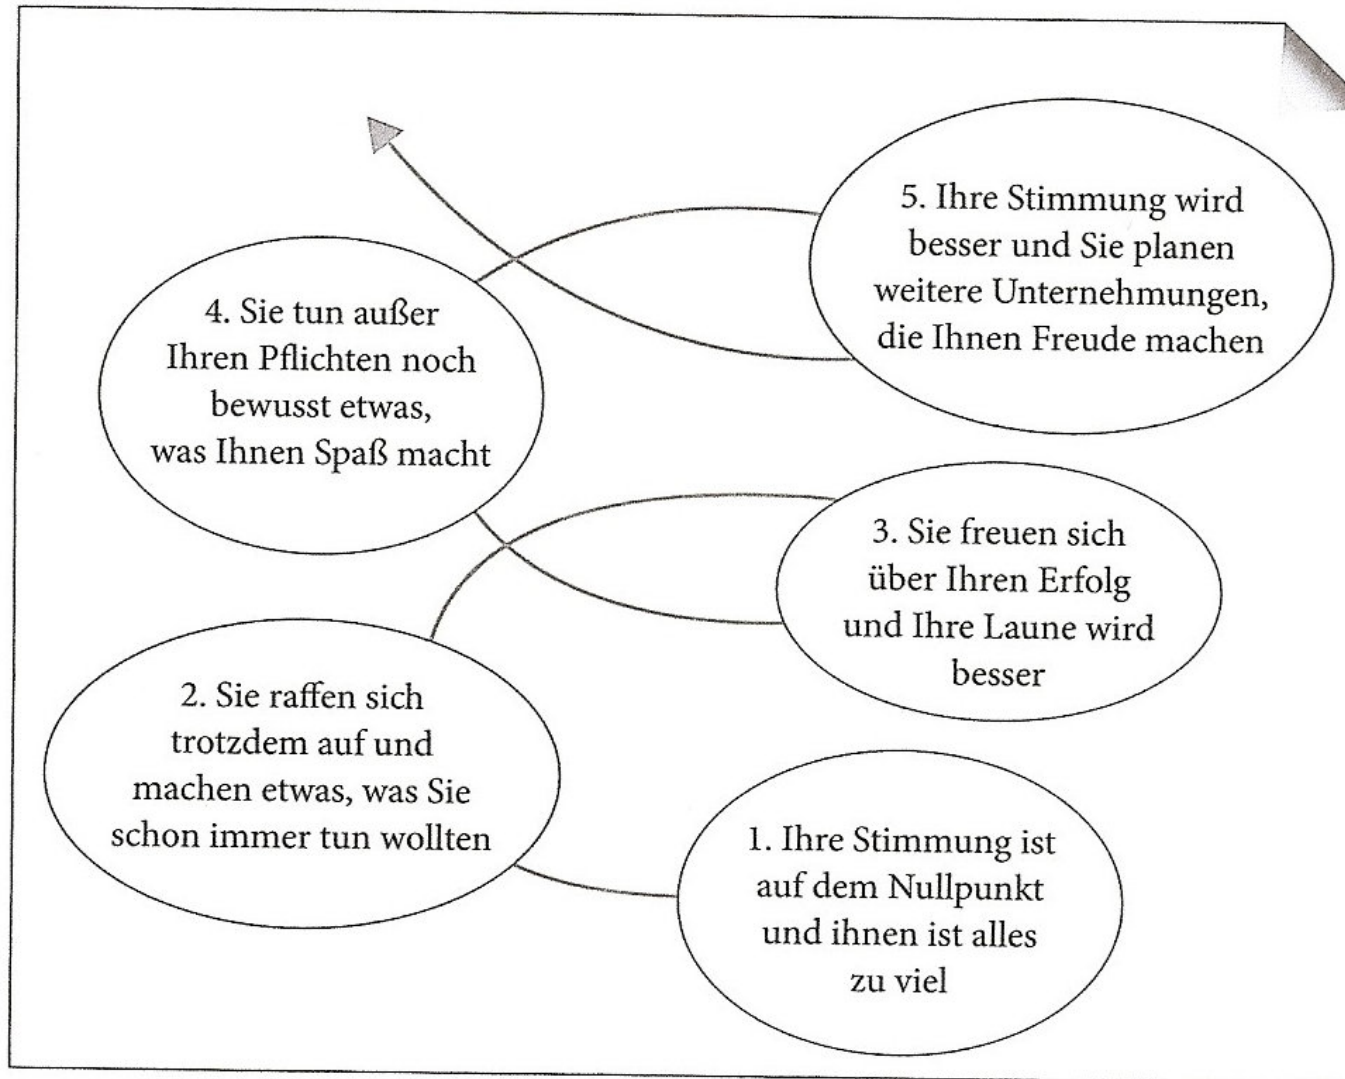 5. Ihre Stimmung wird
besser und Sie planen
weitere Unternehmungen,
die Ihnen Freude machen
4. Sie tun außer
Ihren Pflichten noch
bewusst etwas,
was Ihnen Spaß macht
3. Sie freuen sich
über Ihren Erfolg
und Ihre Laune wird
besser
2. Sie raffen sich
trotzdem auf und
machen etwas, was Sie
schon immer tun wollten
1. Ihre Stimmung ist
auf dem Nullpunkt
und ihnen ist alles
zu viel